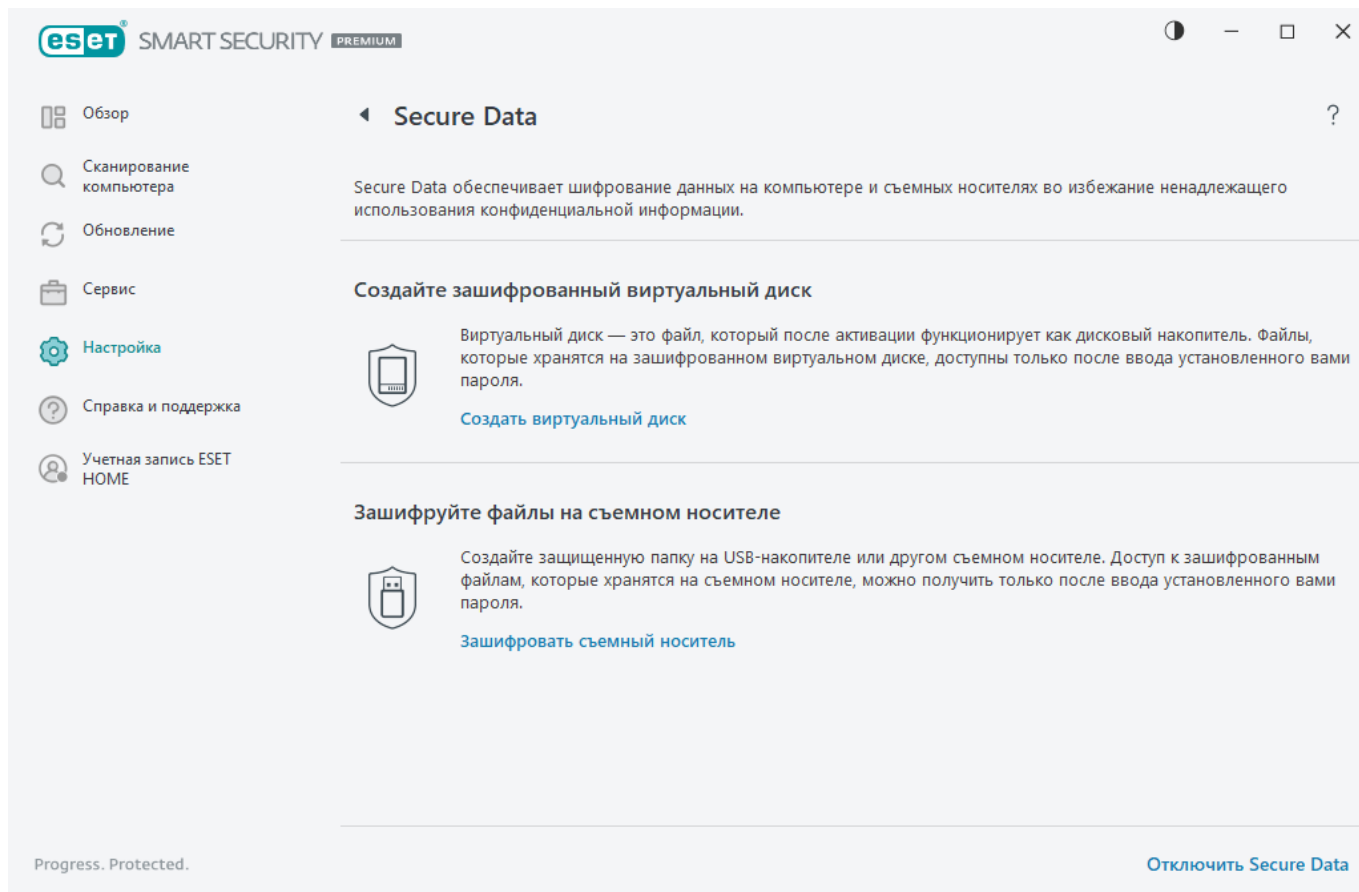 eset® SMART SECURITY PREMIUM
Обзор
Сканирование
компьютера
Обновление
Сервис
Настройка
Справка и поддержка
Учетная запись ESET
HOME
Secure Data
?
Secure Data обеспечивает шифрование данных на компьютере и съемных носителях во избежание ненадлежащего
использования конфиденциальной информации.
Создайте зашифрованный виртуальный диск
Виртуальный диск — это файл, который после активации функционирует как дисковый накопитель. Файлы,
которые хранятся на зашифрованном виртуальном диске, доступны только после ввода установленного вами
пароля.
Создать виртуальный диск
Зашифруйте файлы на съемном носителе
Создайте защищенную папку на USB-накопителе или другом съемном носителе. Доступ к зашифрованным
файлам, которые хранятся на съемном носителе, можно получить только после ввода установленного вами
пароля.
Зашифровать съемный носитель
Progress. Protected.
Отключить Secure Data